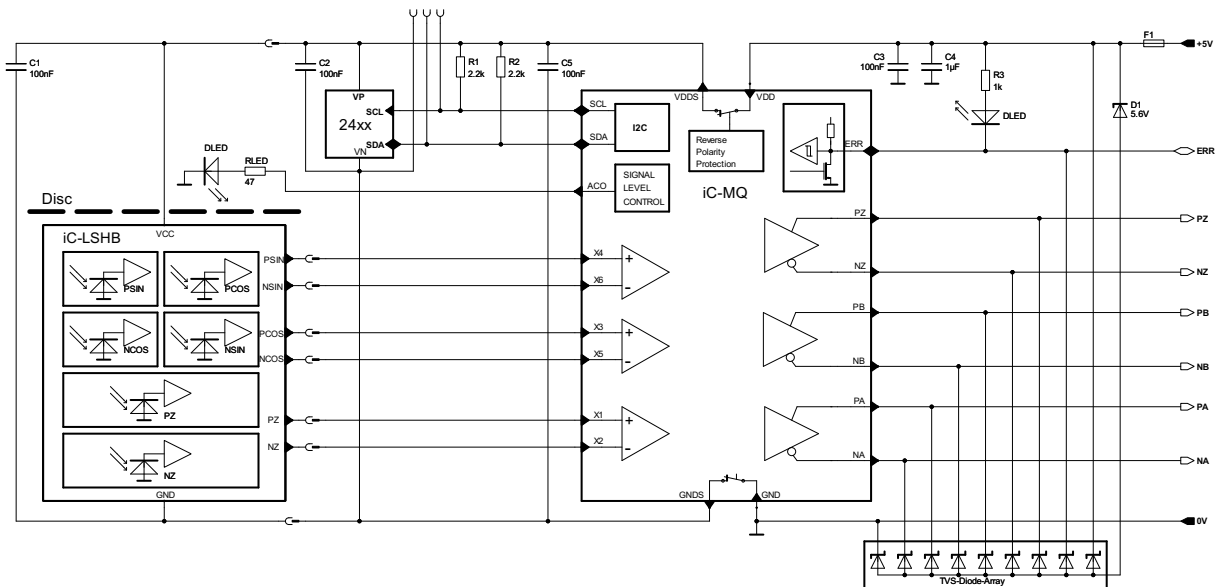 C1
100nF
C2
100nF
R1
2.2k
R2
2.2k
C5
100nF
C3
100nF
C4
1µF
R3
1k
F1
+5V
D1
5.6V
DLED
VP
SCL
24xx
SDA
VN
SCL
SDA
I2C
VDDS
VDD
Reverse
Polarity
Protection
ERR
ERR
DLED
RLED
47
ACO
SIGNAL
LEVEL
CONTROL
iC-MQ
Disc
iC-LSHB
VCC
PSIN
PCOS
NCOS
NSIN
PZ
NZ
GND
PSIN
NSIN
PCOS
NCOS
PZ
NZ
X4
X6
X3
X5
X1
X2
+
-
+
-
+
-
PZ
NZ
PB
NB
PA
NA
PZ
NZ
PB
NB
PA
NA
GNDS
GND
0V
TVS-Diode-Array